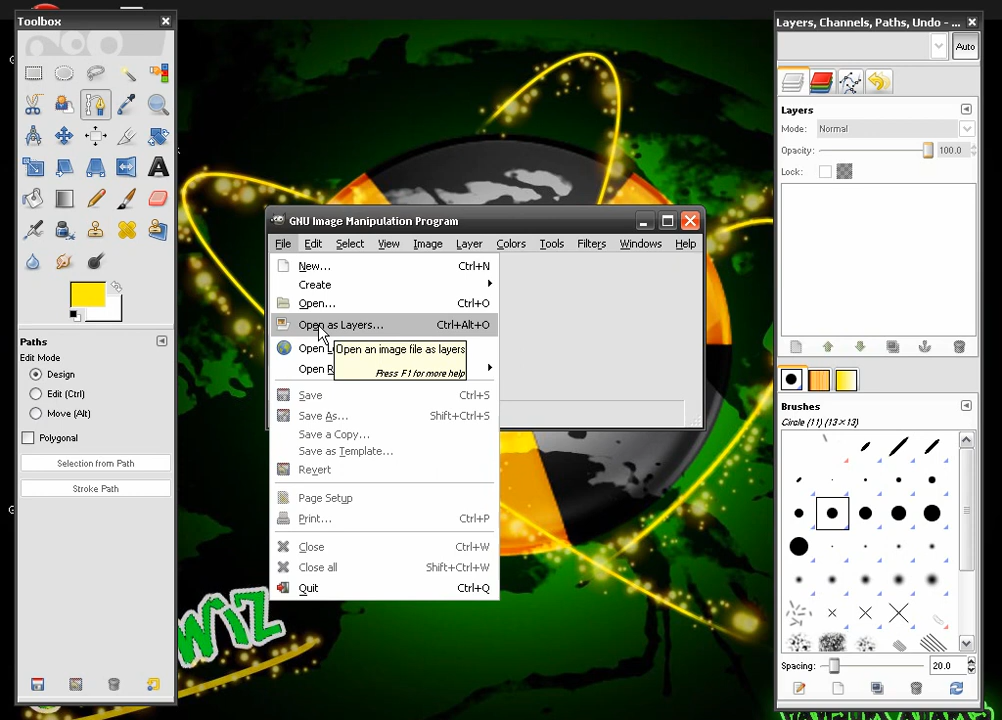 Toolbox
Layers, Channels, Paths, Undo - ...
Auto
Layers
Mode: Normal
Opacity: 100.0
Lock:
GNU Image Manipulation Program
File Edit Select View Image Layer Colors Tools Filters Windows Help
New... Ctrl+N
Create
Open... Ctrl+O
Open as Layers... Ctrl+Alt+O
Open
Open an image file as layers
Press F1 for more help
Open
Save Ctrl+S
Save As... Shift+Ctrl+S
Save a Copy...
Save as Template...
Revert
Page Setup
Print... Ctrl+P
Close Ctrl+W
Close all Shift+Ctrl+W
Quit Ctrl+Q
Paths
Edit Mode
Design
Edit (Ctrl)
Move (Alt)
Polygonal
Selection from Path
Stroke Path
Brushes
Circle (11) (13×13)
Spacing: 20.0
WIZ